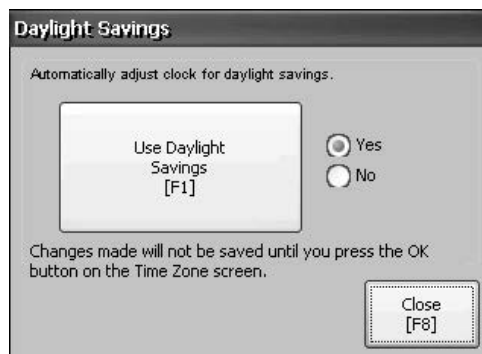 Daylight Savings
Automatically adjust clock for daylight savings.
Use Daylight
Savings
[F1]
Yes
No
Changes made will not be saved until you press the OK
button on the Time Zone screen.
Close
[F8]